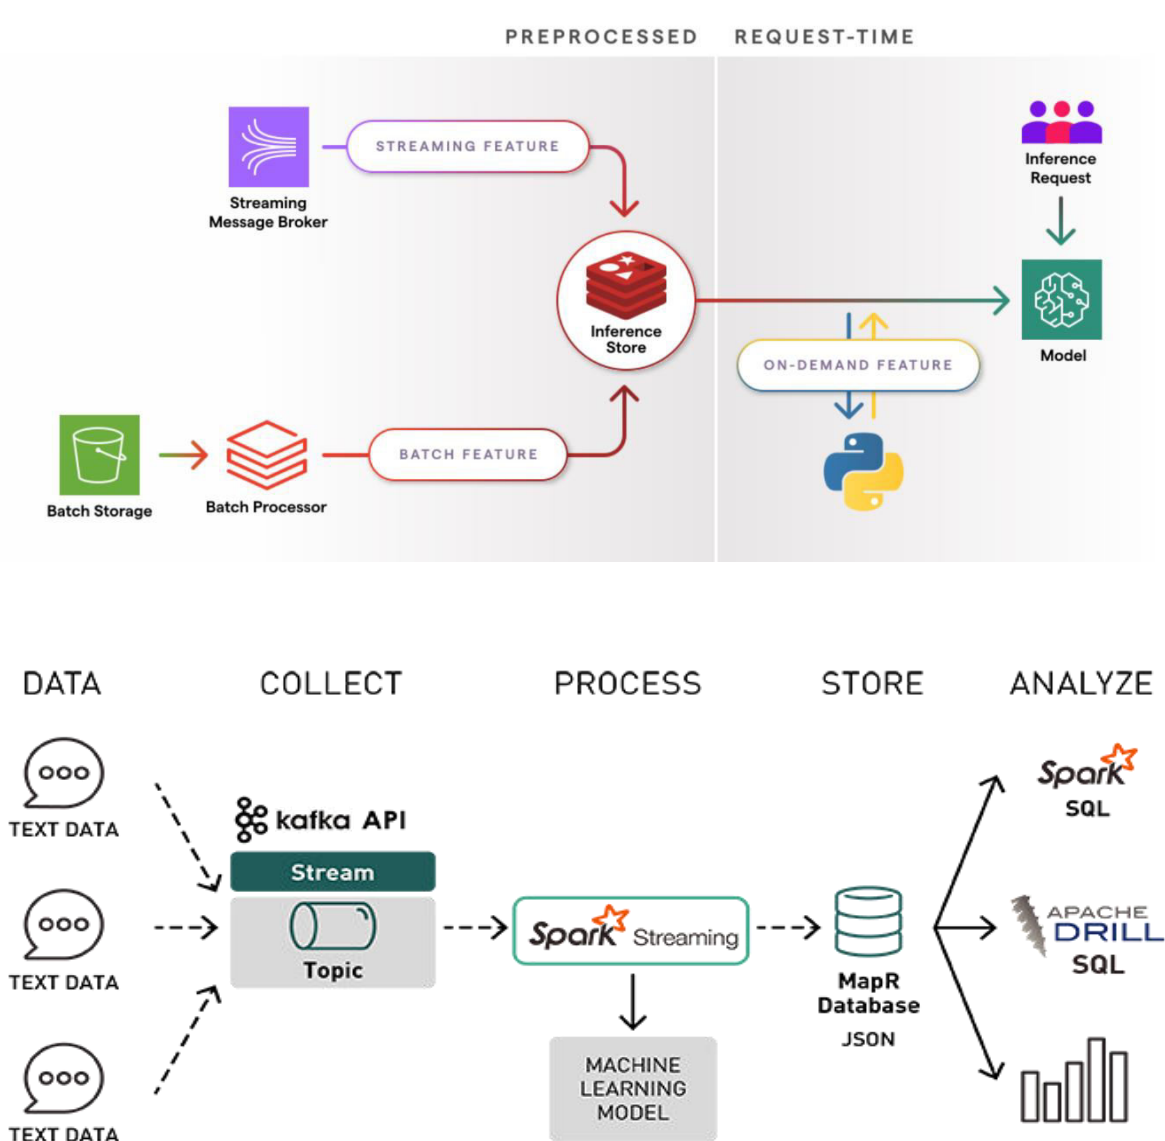 PREPROCESSED
REQUEST-TIME
STREAMING FEATURE
Streaming
Message Broker
Inference
Request
Inference
Store
Model
ON-DEMAND FEATURE
BATCH FEATURE
Batch Storage
Batch Processor
DATA
COLLECT
PROCESS
STORE
ANALYZE
TEXT DATA
kafka API
Stream
Topic
Spark Streaming
MapR
Database
JSON
Spark
SQL
TEXT DATA
APACHE
DRILL
SQL
MACHINE
LEARNING
MODEL
TEXT DATA